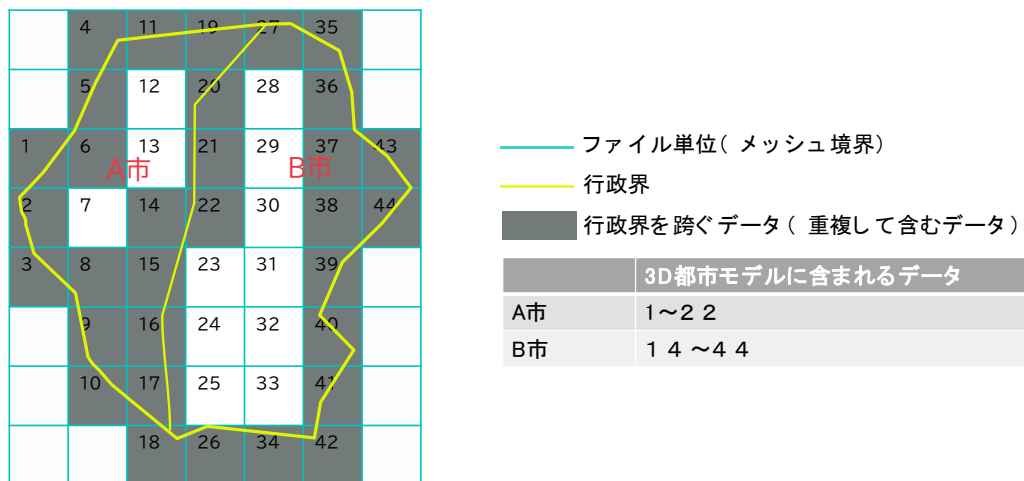 4 11 19 27 35
5 12 20 28 36
1 6 13 21 29 37 43
A市 B市
2 7 14 22 30 38 44
3 8 15 23 31 39
9 16 24 32 40
10 17 25 33 41
18 26 34 42
ファイル単位( メッシュ境界)
行政界
行政界を跨ぐデータ( 重複して含むデータ)
3D都市モデルに含まれるデータ
A市 1～２２
B市 １４～４４